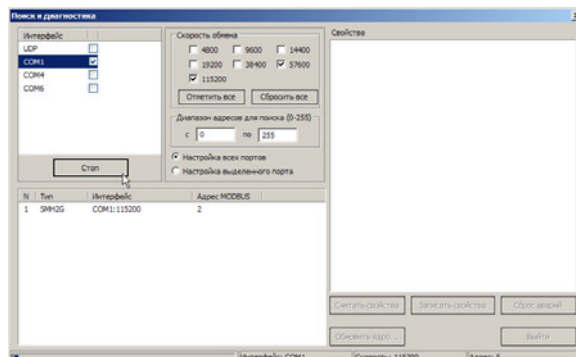 Поиск и диагностика
Интерфейс
UDP
COM1
COM4
COM6
Стоп
Скорость обмена
4800 9600 14400
19200 38400 57600
115200
Отметить все Сбросить все
Диапазон адресов для поиска (0-255)
с 0 по 255
Настройка всех портов
Настройка выделенного порта
Свойства
N Тип Интерфейс Адрес MODBUS
1 SMH2G COM1:115200 2
Считать свойства Записать свойства Сброс аварий
Обновить ядро... Выйти
Интерфейс: COM1 Скорость: 115200 Адрес: 5